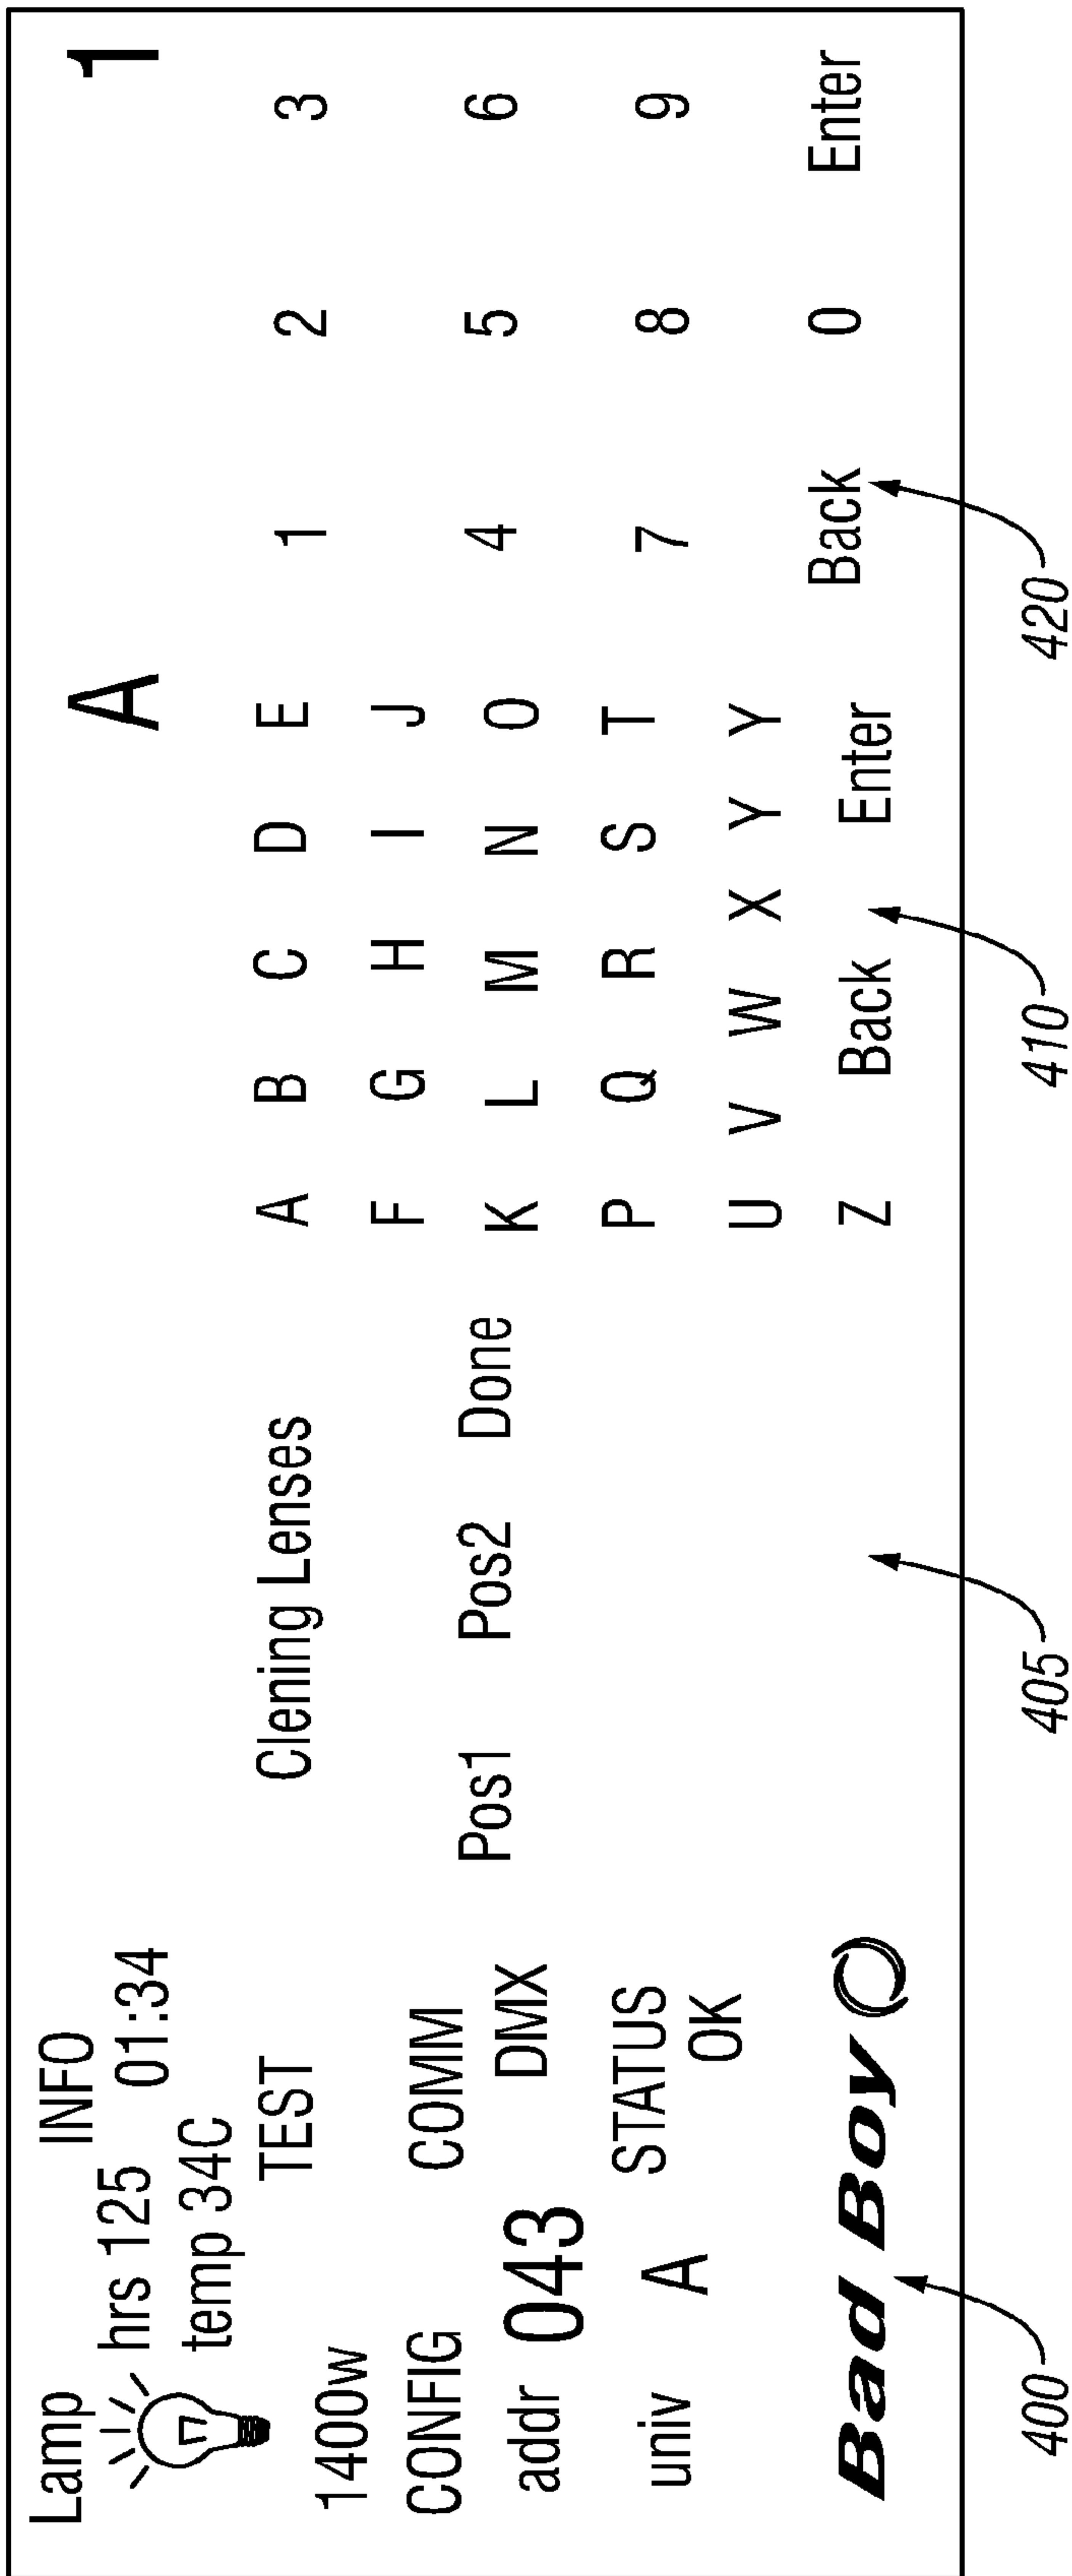 Lamp INFO
hrs 125 01:34
temp 34C
1400w TEST
CONFIG COMM
addr 043 DMX
univ A STATUS
OK
Bad Boy
400
Clening Lenses
Pos1 Pos2 Done
405
A
A B C D E
F G H I J
K L M N O
P Q R S T
U V W X Y Y
Z Back Enter
410
1
1 2 3
4 5 6
7 8 9
Back 0 Enter
420